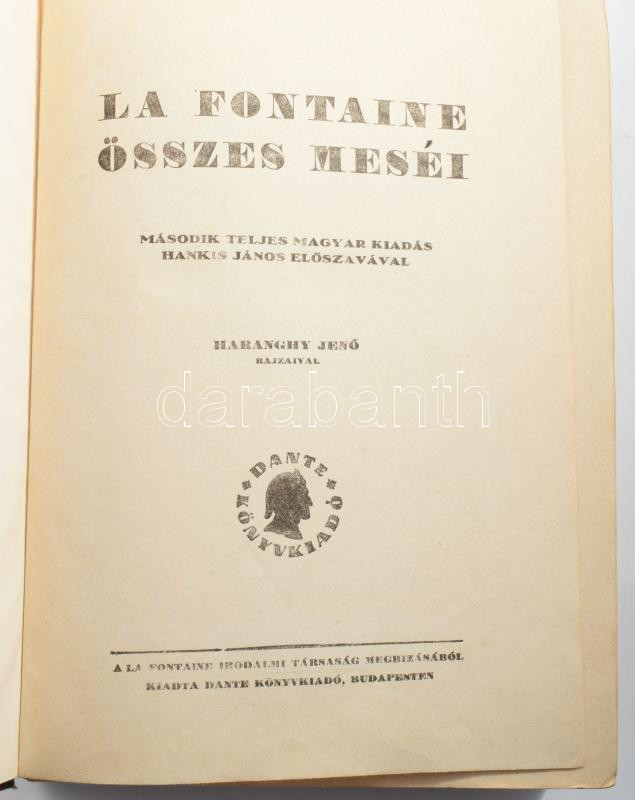 LA FONTAINE
ÖSSZES MESÉI
MÁSODIK TELJES MAGYAR KIADÁS
HANKIS JÁNOS ELŐSZAVÁVAL
HARANGHY JENŐ
RAJZAIVAL
darabanth
* DANTE *
KÖNYVKIADÓ
A LA FONTAINE IRODALMI TÁRSASÁG MEGBIZÁSÁBÓL
KIADTA DANTE KÖNYVKIADÓ, BUDAPESTEN